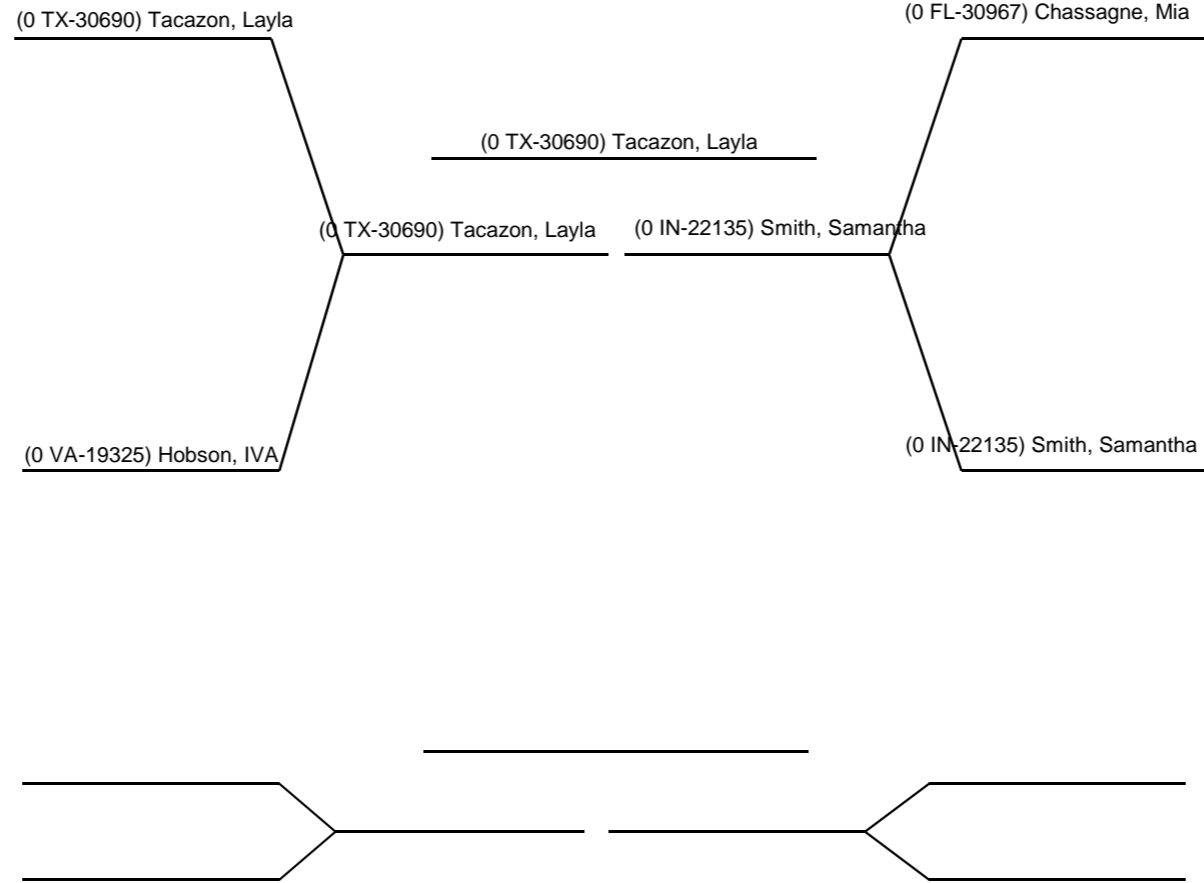 (0 TX-30690) Tacazon, Layla
(0 FL-30967) Chassagne, Mia
(0 TX-30690) Tacazon, Layla
(0 TX-30690) Tacazon, Layla
(0 IN-22135) Smith, Samantha
(0 VA-19325) Hobson, IVA
(0 IN-22135) Smith, Samantha